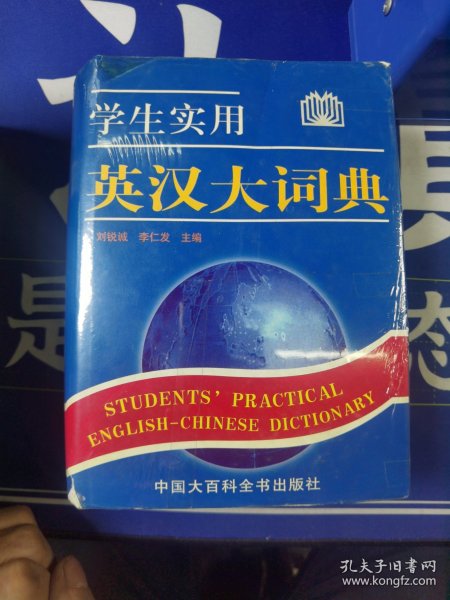 学生实用
英汉大词典
刘锐诚 李仁发 主编
STUDENTS' PRACTICAL
ENGLISH-CHINESE DICTIONARY
中国大百科全书出版社
是
态
孔夫子旧书网
www.kongfz.com